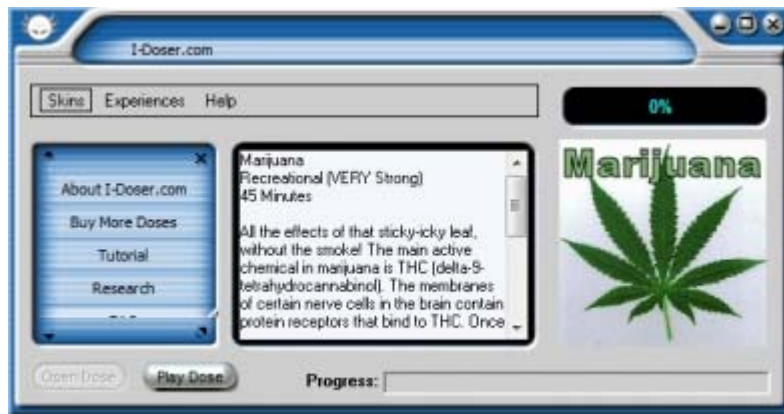 I-Doser.com
Skins Experiences Help
0%
About I-Doser.com
Buy More Doses
Tutorial
Research
Marijuana
Recreational (VERY Strong)
45 Minutes
All the effects of that sticky-icky leaf,
without the smoke! The main active
chemical in marijuana is THC (delta-9-
tetrahydrocannabinol). The membranes
of certain nerve cells in the brain contain
protein receptors that bind to THC. Once
Marijuana
Open Dose Play Dose Progress: